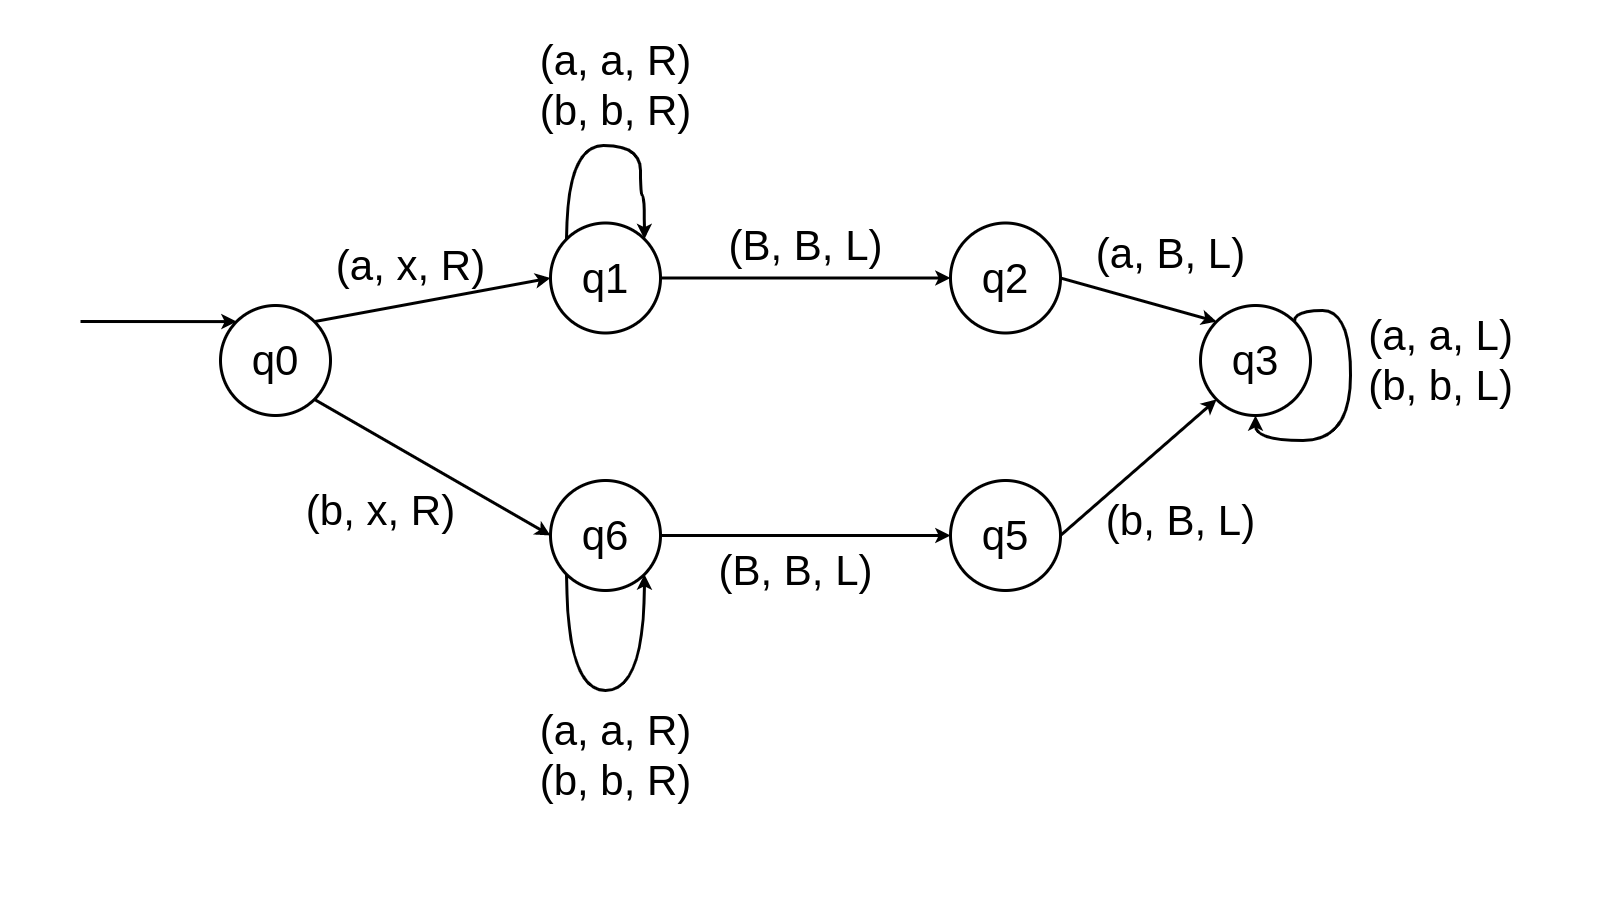 (a, a, R)
(b, b, R)
(a, x, R)
q1
(B, B, L)
q2
(a, B, L)
q0
q3
(a, a, L)
(b, b, L)
(b, x, R)
q6
(B, B, L)
q5
(b, B, L)
(a, a, R)
(b, b, R)